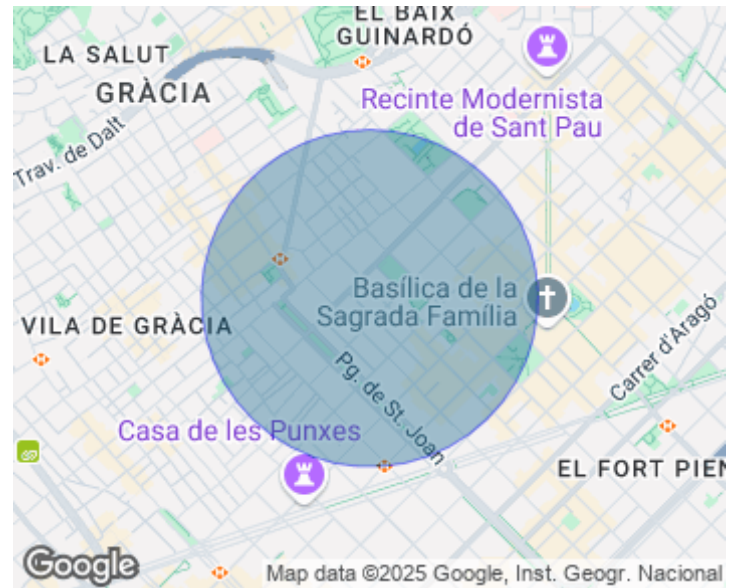 EL BAIX
GUINARDÓ
LA SALUT
GRÀCIA
Recinte Modernista
de Sant Pau
Trav. de Dalt
Basílica de la
Sagrada Família
VILA DE GRÀCIA
Carrer d'Aragó
Pg. de St. Joan
Casa de les Punxes
EL FORT PIEN
Google
Map data ©2025 Google, Inst. Geogr. Nacional